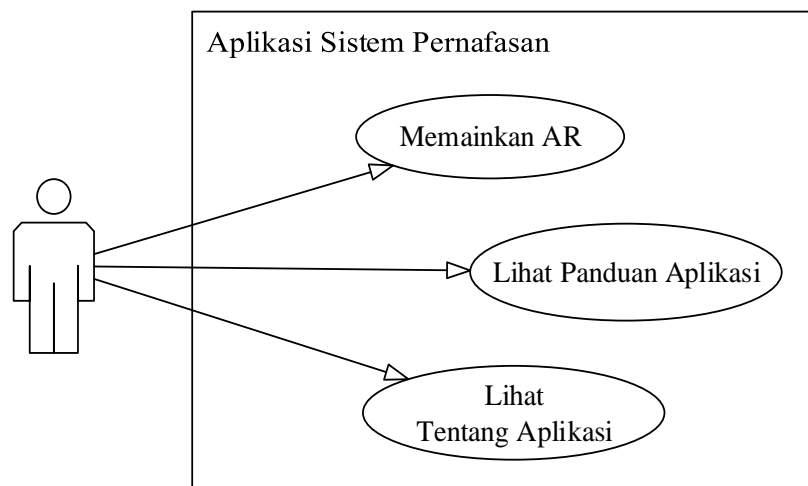 Aplikasi Sistem Pernafasan
Memainkan AR
Lihat Panduan Aplikasi
Lihat
Tentang Aplikasi